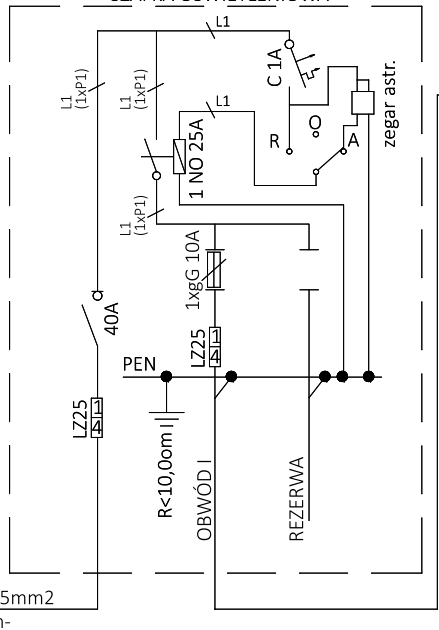 L1
C 1A
L1
(1xP1)
L1
(1xP1)
L1
zegar astr.
O
R
A
1 NO 25A
L1
(1xP1)
1xgG 10A
40A
LZ25
1
4
PEN
LZ25
1
4
R<10,0om
OBWÓD I
REZERWA
5mm2